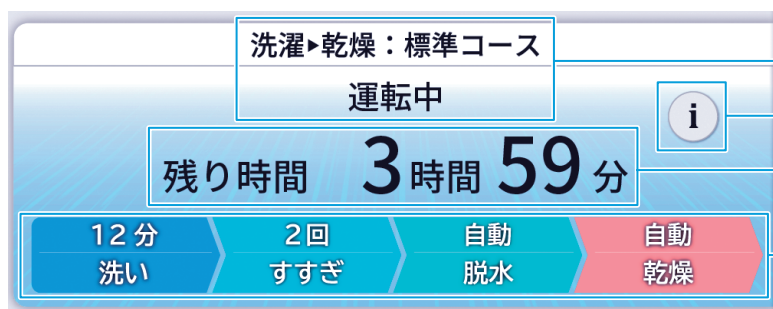 洗濯▶乾燥：標準コース
運転中
i
残り時間 3時間59分
12分 2回 自動 自動
洗い すすぎ 脱水 乾燥